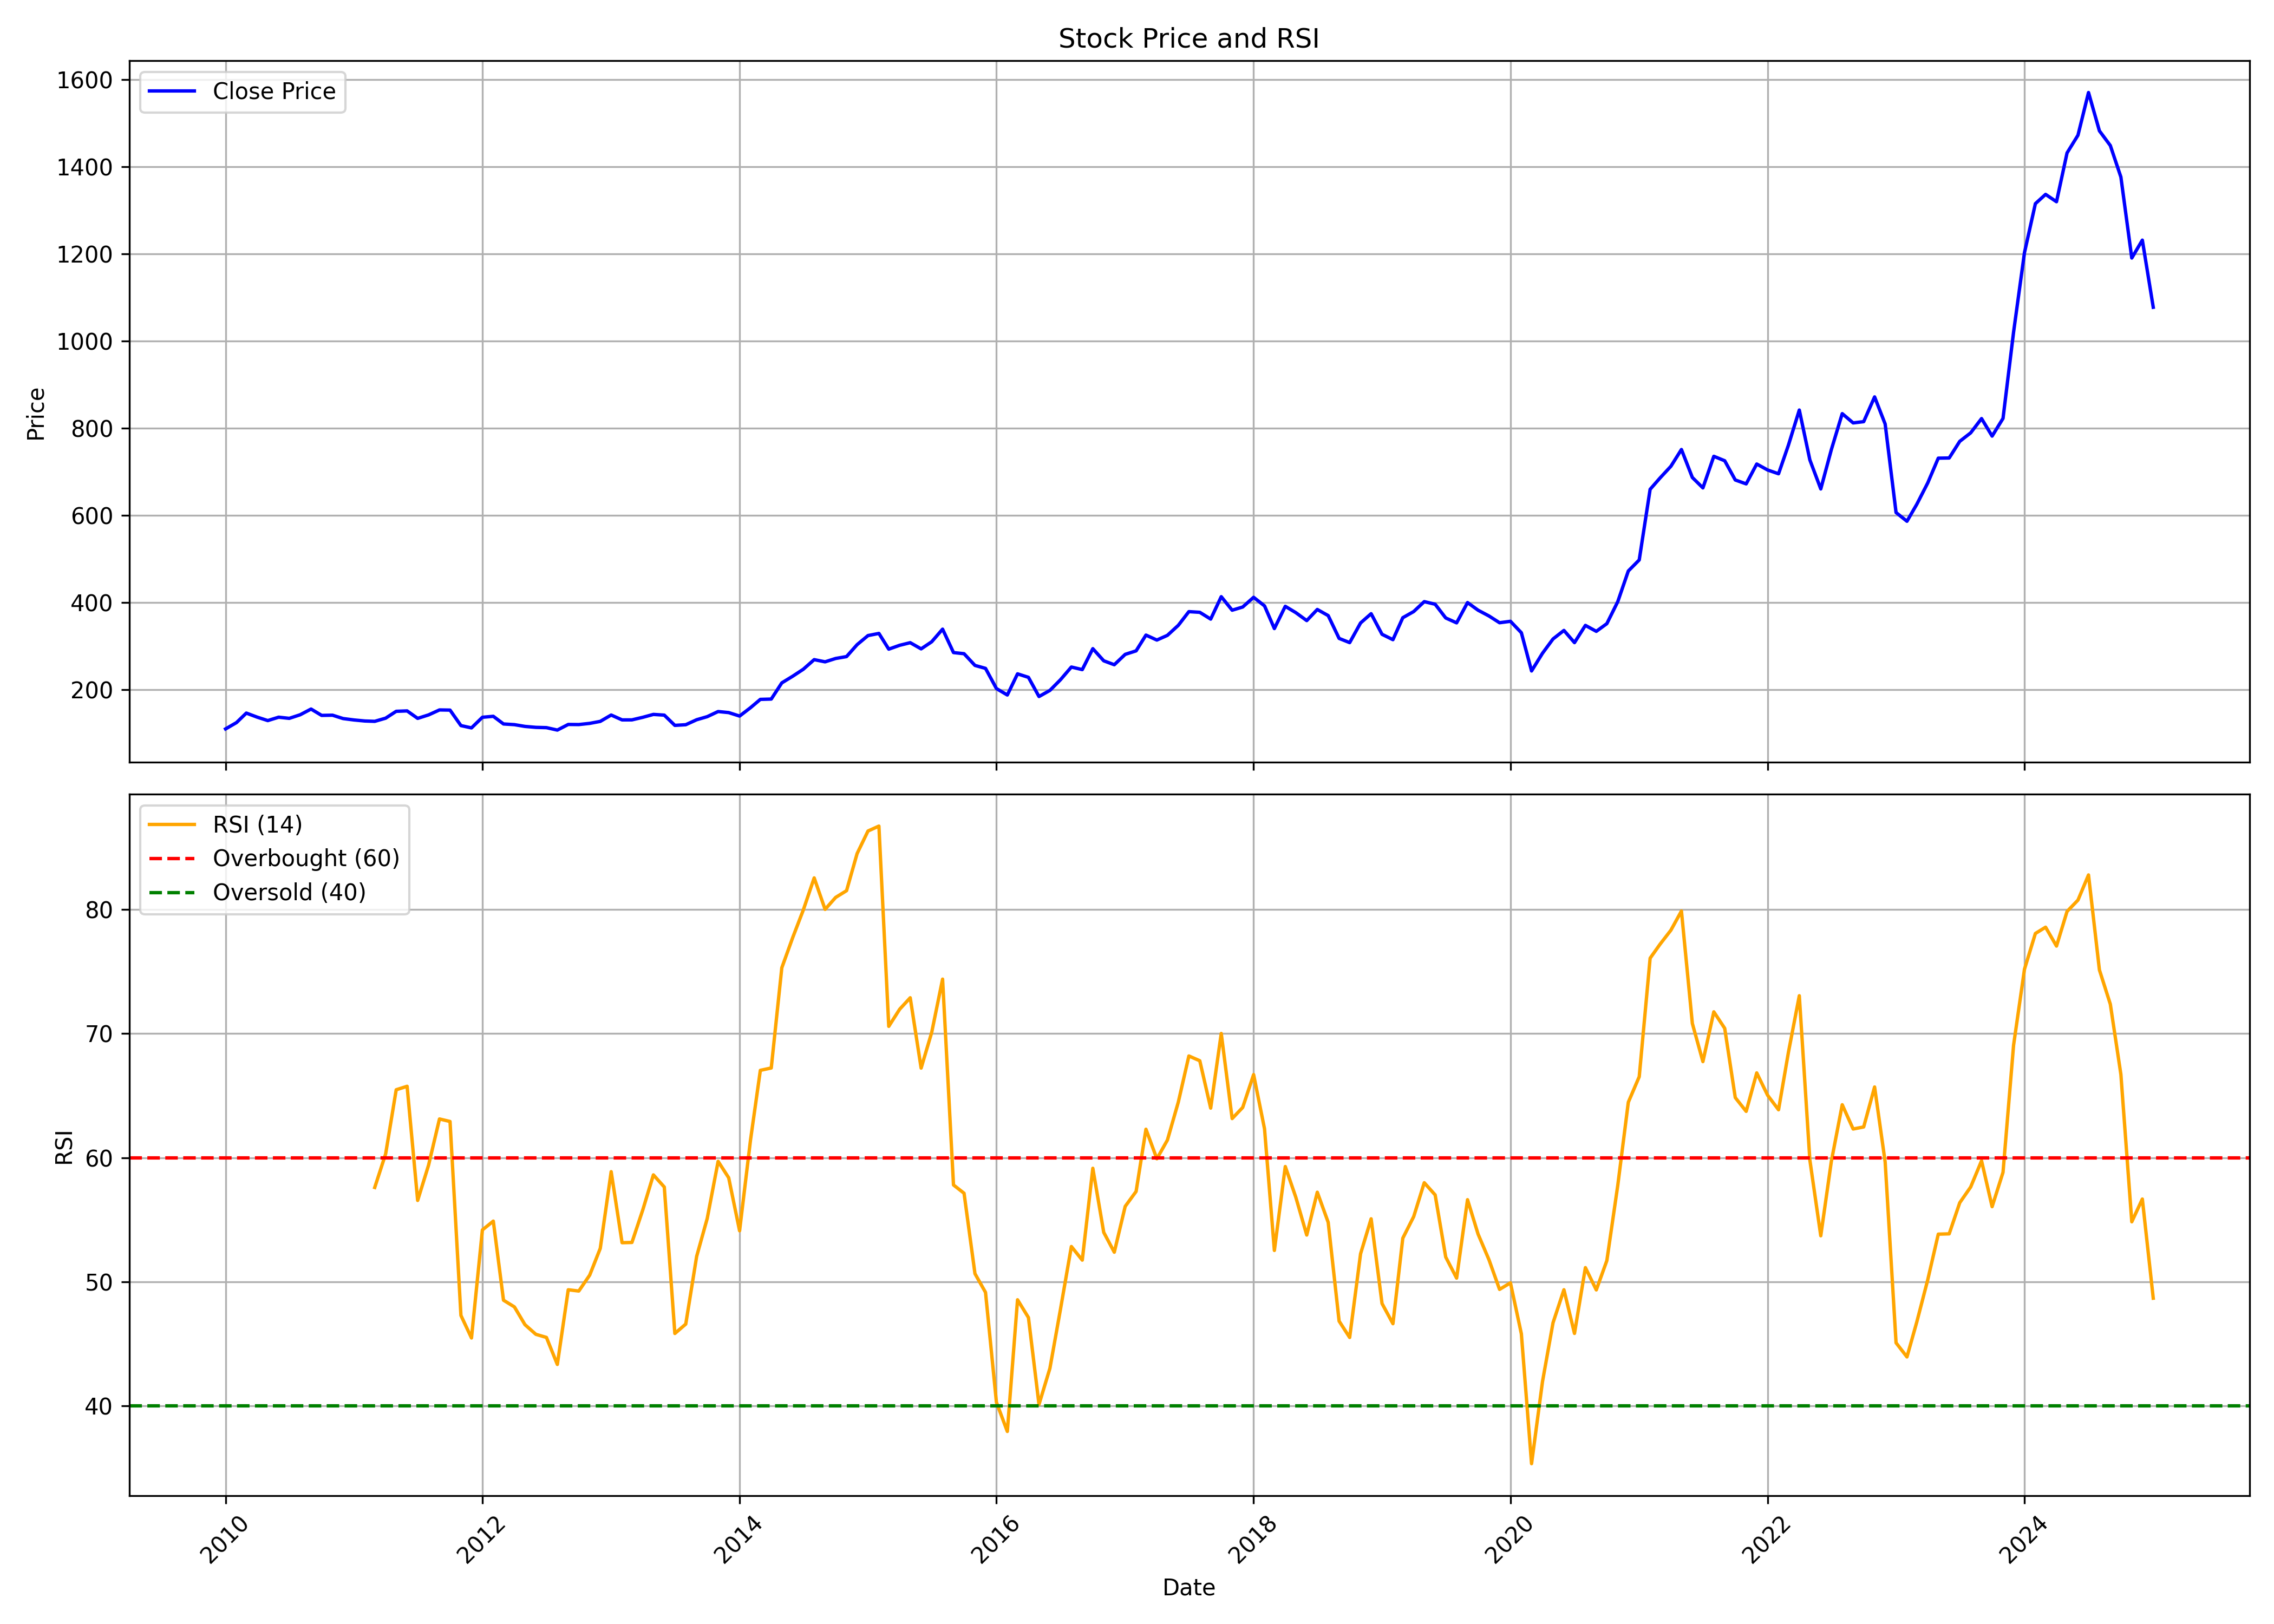 Stock Price and RSI
Close Price
1600
1400
1200
1000
800
600
400
200
Price
RSI (14)
Overbought (60)
Oversold (40)
80
70
60
50
40
RSI
2010
2012
2014
2016
2018
2020
2022
2024
Date